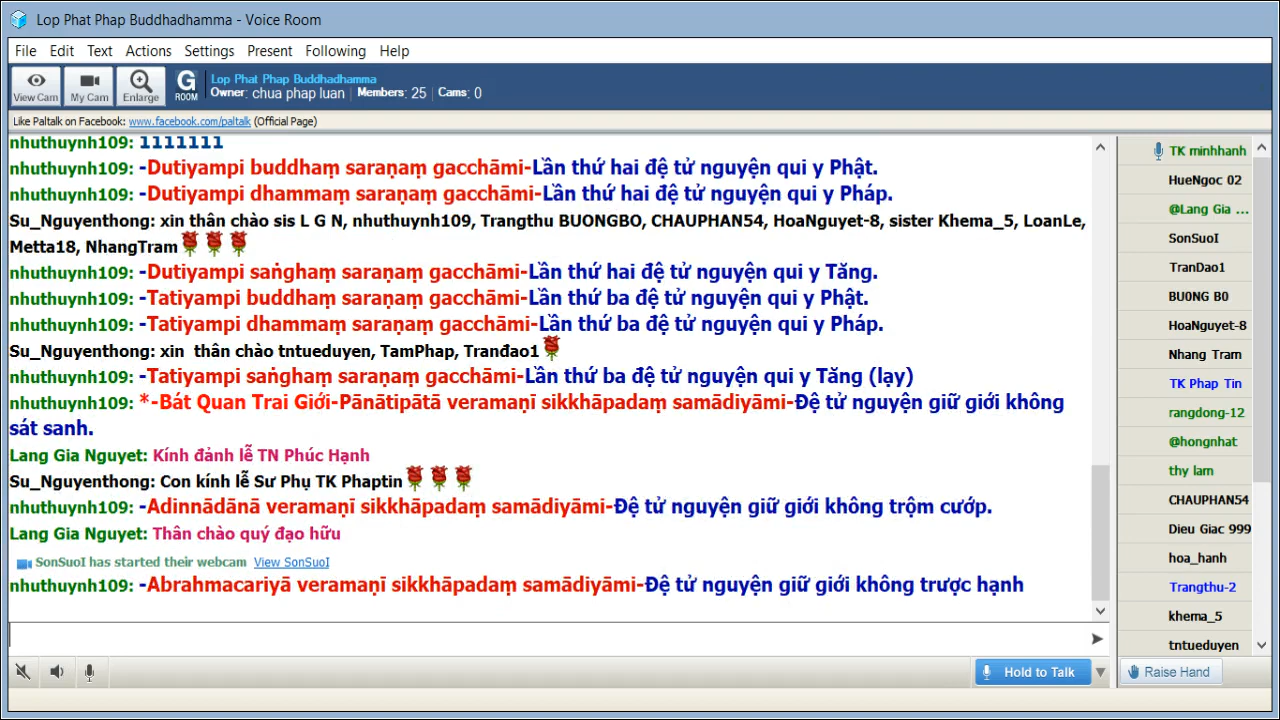 Lop Phat Phap Buddhadhamma - Voice Room
File Edit Text Actions Settings Present Following Help
View Cam My Cam Enlarge G ROOM
Lop Phat Phap Buddhadhamma
Owner: chua phap luan Members: 25 Cams: 0
Like Paltalk on Facebook: www.facebook.com/paltalk (Official Page)
nhuthuynh109: 1111111
nhuthuynh109: -Dutiyampi buddhaṃ saraṇaṃ gacchāmi-Lần thứ hai đệ tử nguyện qui y Phật.
nhuthuynh109: -Dutiyampi dhammaṃ saraṇaṃ gacchāmi-Lần thứ hai đệ tử nguyện qui y Pháp.
Su_Nguyenthong: xin thân chào sis L G N, nhuthuynh109, Trangthu BUONGBO, CHAUPHAN54, HoaNguyet-8, sister Khema_5, LoanLe,
Metta18, NhangTram
nhuthuynh109: -Dutiyampi saṅghaṃ saraṇaṃ gacchāmi-Lần thứ hai đệ tử nguyện qui y Tăng.
nhuthuynh109: -Tatiyampi buddhaṃ saraṇaṃ gacchāmi-Lần thứ ba đệ tử nguyện qui y Phật.
nhuthuynh109: -Tatiyampi dhammaṃ saraṇaṃ gacchāmi-Lần thứ ba đệ tử nguyện qui y Pháp.
Su_Nguyenthong: xin thân chào tntueduyen, TamPhap, Tranđao1
nhuthuynh109: -Tatiyampi saṅghaṃ saraṇaṃ gacchāmi-Lần thứ ba đệ tử nguyện qui y Tăng (lạy)
nhuthuynh109: *-Bát Quan Trai Giới-Pānātipātā veramaṇī sikkhāpadaṃ samādiyāmi-Đệ tử nguyện giữ giới không
sát sanh.
Lang Gia Nguyet: Kính đảnh lễ TN Phúc Hạnh
Su_Nguyenthong: Con kính lễ Sư Phụ TK Phaptin
nhuthuynh109: -Adinnādānā veramaṇī sikkhāpadaṃ samādiyāmi-Đệ tử nguyện giữ giới không trộm cướp.
Lang Gia Nguyet: Thân chào quý đạo hữu
SonSuoI has started their webcam View SonSuoI
nhuthuynh109: -Abrahmacariyā veramaṇī sikkhāpadaṃ samādiyāmi-Đệ tử nguyện giữ giới không trược hạnh
TK minhhanh
HueNgoc 02
@Lang Gia ...
SonSuoI
TranDao1
BU0NG B0
HoaNguyet-8
Nhang Tram
TK Phap Tin
rangdong-12
@hongnhat
thy lam
CHAUPHAN54
Dieu Giac 999
hoa_hanh
Trangthu-2
khema_5
tntueduyen
Hold to Talk
Raise Hand